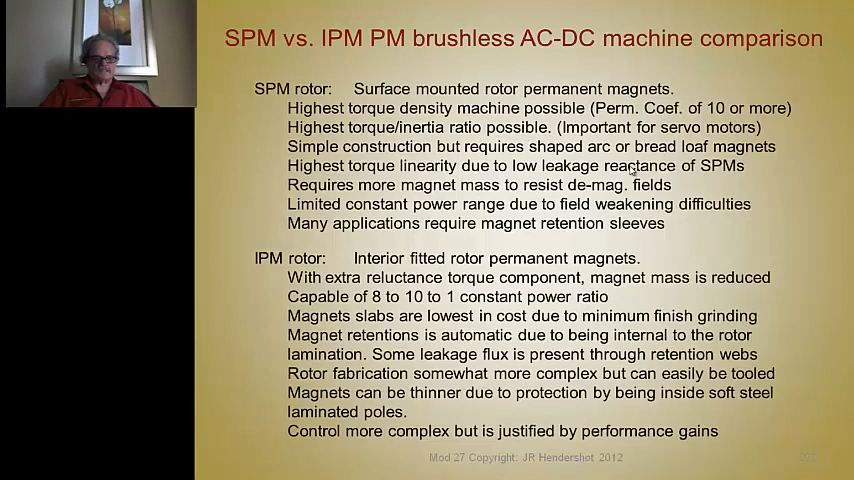 SPM vs. IPM PM brushless AC-DC machine comparison
SPM rotor: Surface mounted rotor permanent magnets.
Highest torque density machine possible (Perm. Coef. of 10 or more)
Highest torque/inertia ratio possible. (Important for servo motors)
Simple construction but requires shaped arc or bread loaf magnets
Highest torque linearity due to low leakage reactance of SPMs
Requires more magnet mass to resist de-mag. fields
Limited constant power range due to field weakening difficulties
Many applications require magnet retention sleeves
IPM rotor: Interior fitted rotor permanent magnets.
With extra reluctance torque component, magnet mass is reduced
Capable of 8 to 10 to 1 constant power ratio
Magnets slabs are lowest in cost due to minimum finish grinding
Magnet retentions is automatic due to being internal to the rotor
lamination. Some leakage flux is present through retention webs
Rotor fabrication somewhat more complex but can easily be tooled
Magnets can be thinner due to protection by being inside soft steel
laminated poles.
Control more complex but is justified by performance gains
Mod 27 Copyright: JR Hendershot 2012